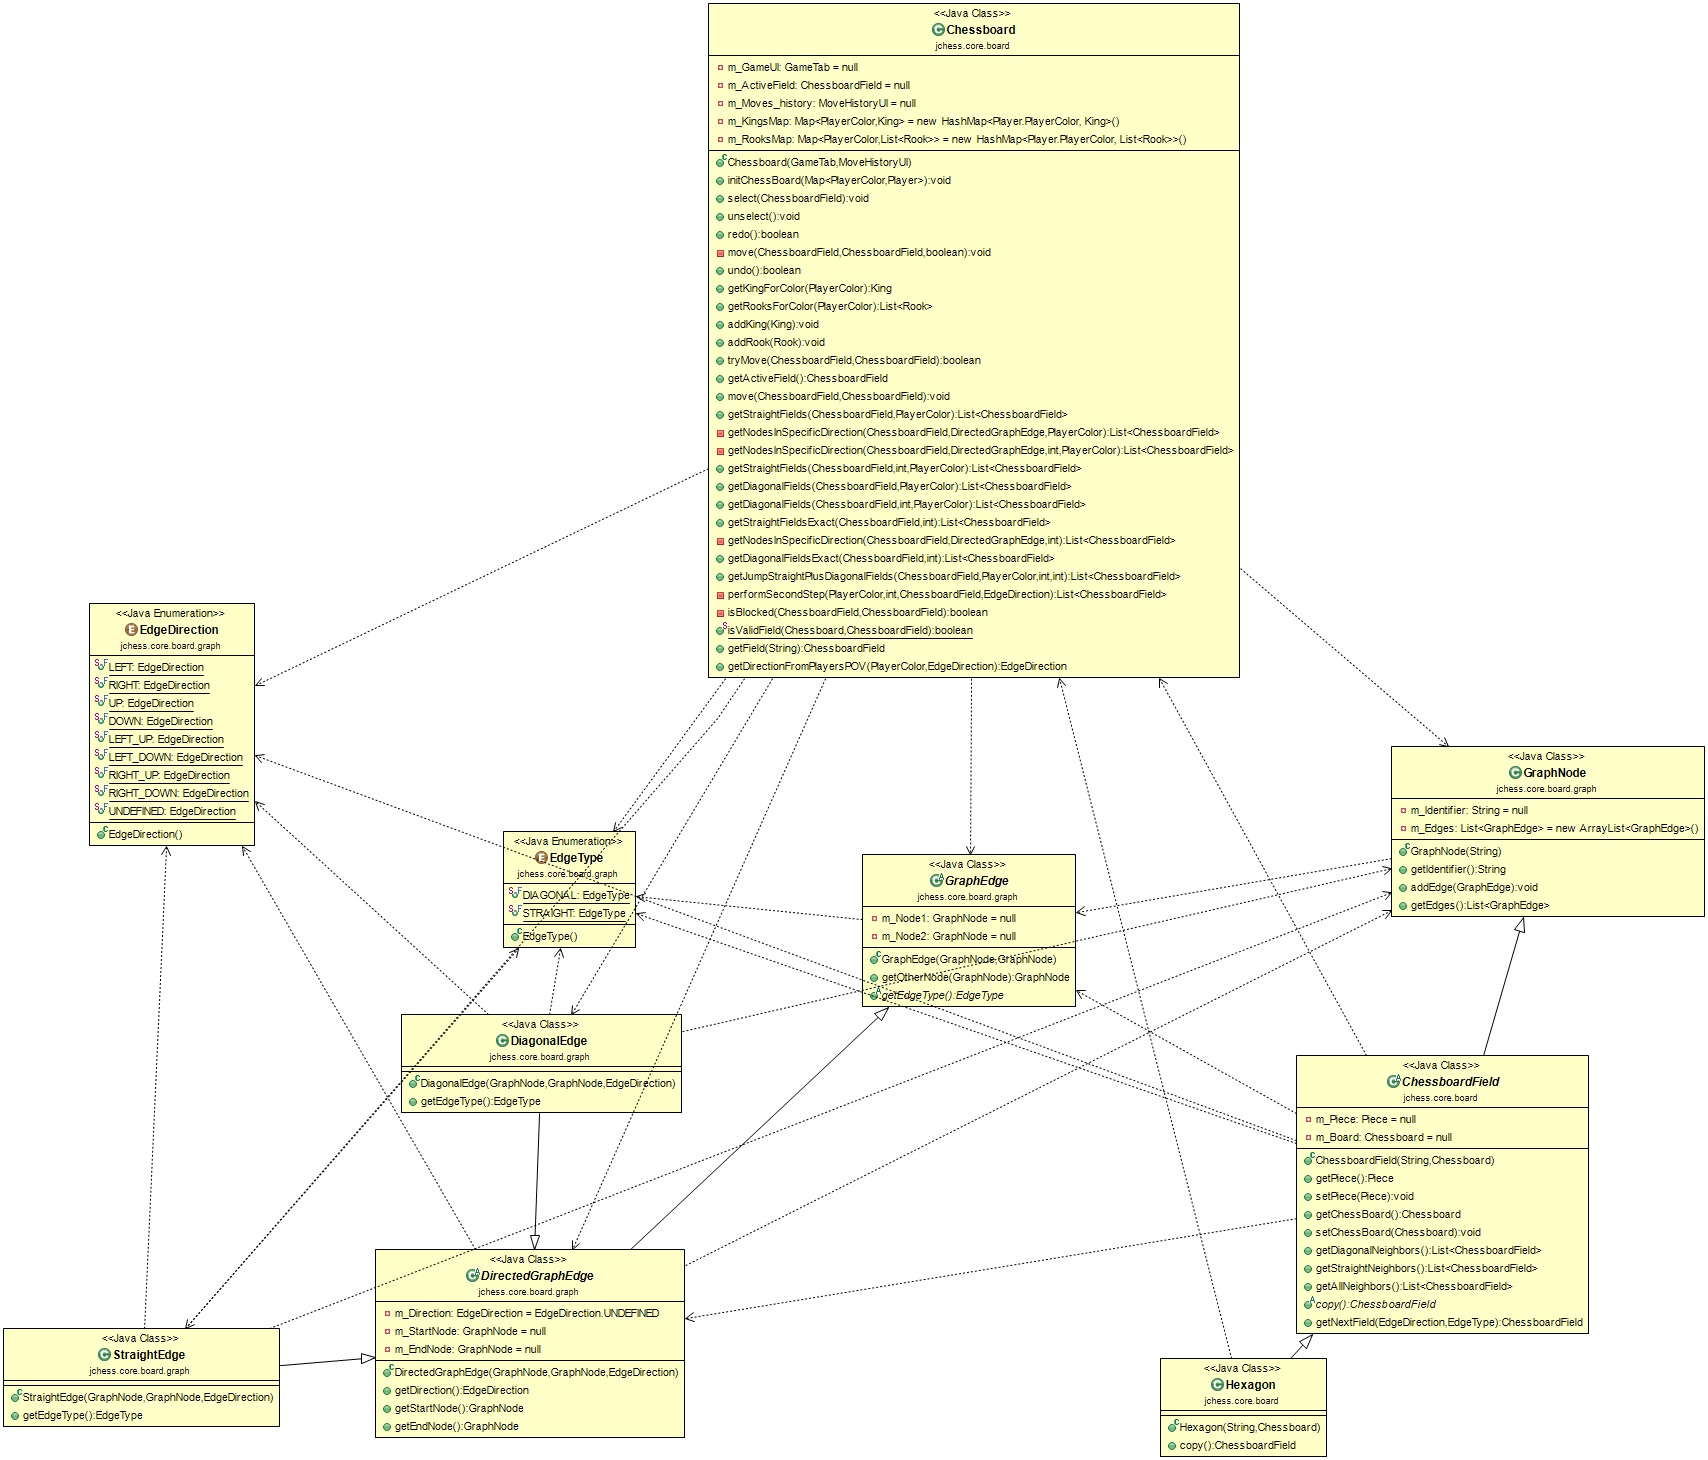 <<Java Class>>
Chessboard
jchess.core.board
m_GameUI: GameTab = null
m_ActiveField: ChessboardField = null
m_Moves_history: MoveHistoryUI = null
m_KingsMap: Map<PlayerColor,King> = new HashMap<Player.PlayerColor, King>()
m_RooksMap: Map<PlayerColor,List<Rook>> = new HashMap<Player.PlayerColor, List<Rook>>()
Chessboard(GameTab,MoveHistoryUI)
initChessBoard(Map<PlayerColor,Player>):void
select(ChessboardField):void
unselect():void
redo():boolean
move(ChessboardField,ChessboardField,boolean):void
undo():boolean
getKingForColor(PlayerColor):King
getRooksForColor(PlayerColor):List<Rook>
addKing(King):void
addRook(Rook):void
tryMove(ChessboardField,ChessboardField):boolean
getActiveField():ChessboardField
move(ChessboardField,ChessboardField):void
getStraightFields(ChessboardField,PlayerColor):List<ChessboardField>
getNodesInSpecificDirection(ChessboardField,DirectedGraphEdge,PlayerColor):List<ChessboardField>
getNodesInSpecificDirection(ChessboardField,DirectedGraphEdge,int,PlayerColor):List<ChessboardField>
getStraightFields(ChessboardField,int,PlayerColor):List<ChessboardField>
getDiagonalFields(ChessboardField,PlayerColor):List<ChessboardField>
getDiagonalFields(ChessboardField,int,PlayerColor):List<ChessboardField>
getStraightFieldsExact(ChessboardField,int):List<ChessboardField>
getNodesInSpecificDirection(ChessboardField,DirectedGraphEdge,int):List<ChessboardField>
getDiagonalFieldsExact(ChessboardField,int):List<ChessboardField>
getJumpStraightPlusDiagonalFields(ChessboardField,PlayerColor,int,int):List<ChessboardField>
performSecondStep(PlayerColor,int,ChessboardField,EdgeDirection):List<ChessboardField>
isBlocked(ChessboardField,ChessboardField):boolean
isValidField(Chessboard,ChessboardField):boolean
getField(String):ChessboardField
getDirectionFromPlayersPOV(PlayerColor,EdgeDirection):EdgeDirection
<<Java Enumeration>>
EdgeDirection
jchess.core.board.graph
LEFT: EdgeDirection
RIGHT: EdgeDirection
UP: EdgeDirection
DOWN: EdgeDirection
LEFT_UP: EdgeDirection
LEFT_DOWN: EdgeDirection
RIGHT_UP: EdgeDirection
RIGHT_DOWN: EdgeDirection
UNDEFINED: EdgeDirection
EdgeDirection()
<<Java Class>>
GraphNode
jchess.core.board.graph
m_Identifier: String = null
m_Edges: List<GraphEdge> = new ArrayList<GraphEdge>()
GraphNode(String)
getIdentifier():String
addEdge(GraphEdge):void
getEdges():List<GraphEdge>
<<Java Enumeration>>
EdgeType
jchess.core.board.graph
DIAGONAL: EdgeType
STRAIGHT: EdgeType
EdgeType()
<<Java Class>>
GraphEdge
jchess.core.board.graph
m_Node1: GraphNode = null
m_Node2: GraphNode = null
GraphEdge(GraphNode,GraphNode)
getOtherNode(GraphNode):GraphNode
getEdgeType():EdgeType
<<Java Class>>
DiagonalEdge
jchess.core.board.graph
DiagonalEdge(GraphNode,GraphNode,EdgeDirection)
getEdgeType():EdgeType
<<Java Class>>
ChessboardField
jchess.core.board
m_Piece: Piece = null
m_Board: Chessboard = null
ChessboardField(String,Chessboard)
getPiece():Piece
setPiece(Piece):void
getChessBoard():Chessboard
setChessBoard(Chessboard):void
getDiagonalNeighbors():List<ChessboardField>
getStraightNeighbors():List<ChessboardField>
getAllNeighbors():List<ChessboardField>
copy():ChessboardField
getNextField(EdgeDirection,EdgeType):ChessboardField
<<Java Class>>
DirectedGraphEdge
jchess.core.board.graph
m_Direction: EdgeDirection = EdgeDirection.UNDEFINED
m_StartNode: GraphNode = null
m_EndNode: GraphNode = null
DirectedGraphEdge(GraphNode,GraphNode,EdgeDirection)
getDirection():EdgeDirection
getStartNode():GraphNode
getEndNode():GraphNode
<<Java Class>>
StraightEdge
jchess.core.board.graph
StraightEdge(GraphNode,GraphNode,EdgeDirection)
getEdgeType():EdgeType
<<Java Class>>
Hexagon
jchess.core.board
Hexagon(String,Chessboard)
copy():ChessboardField